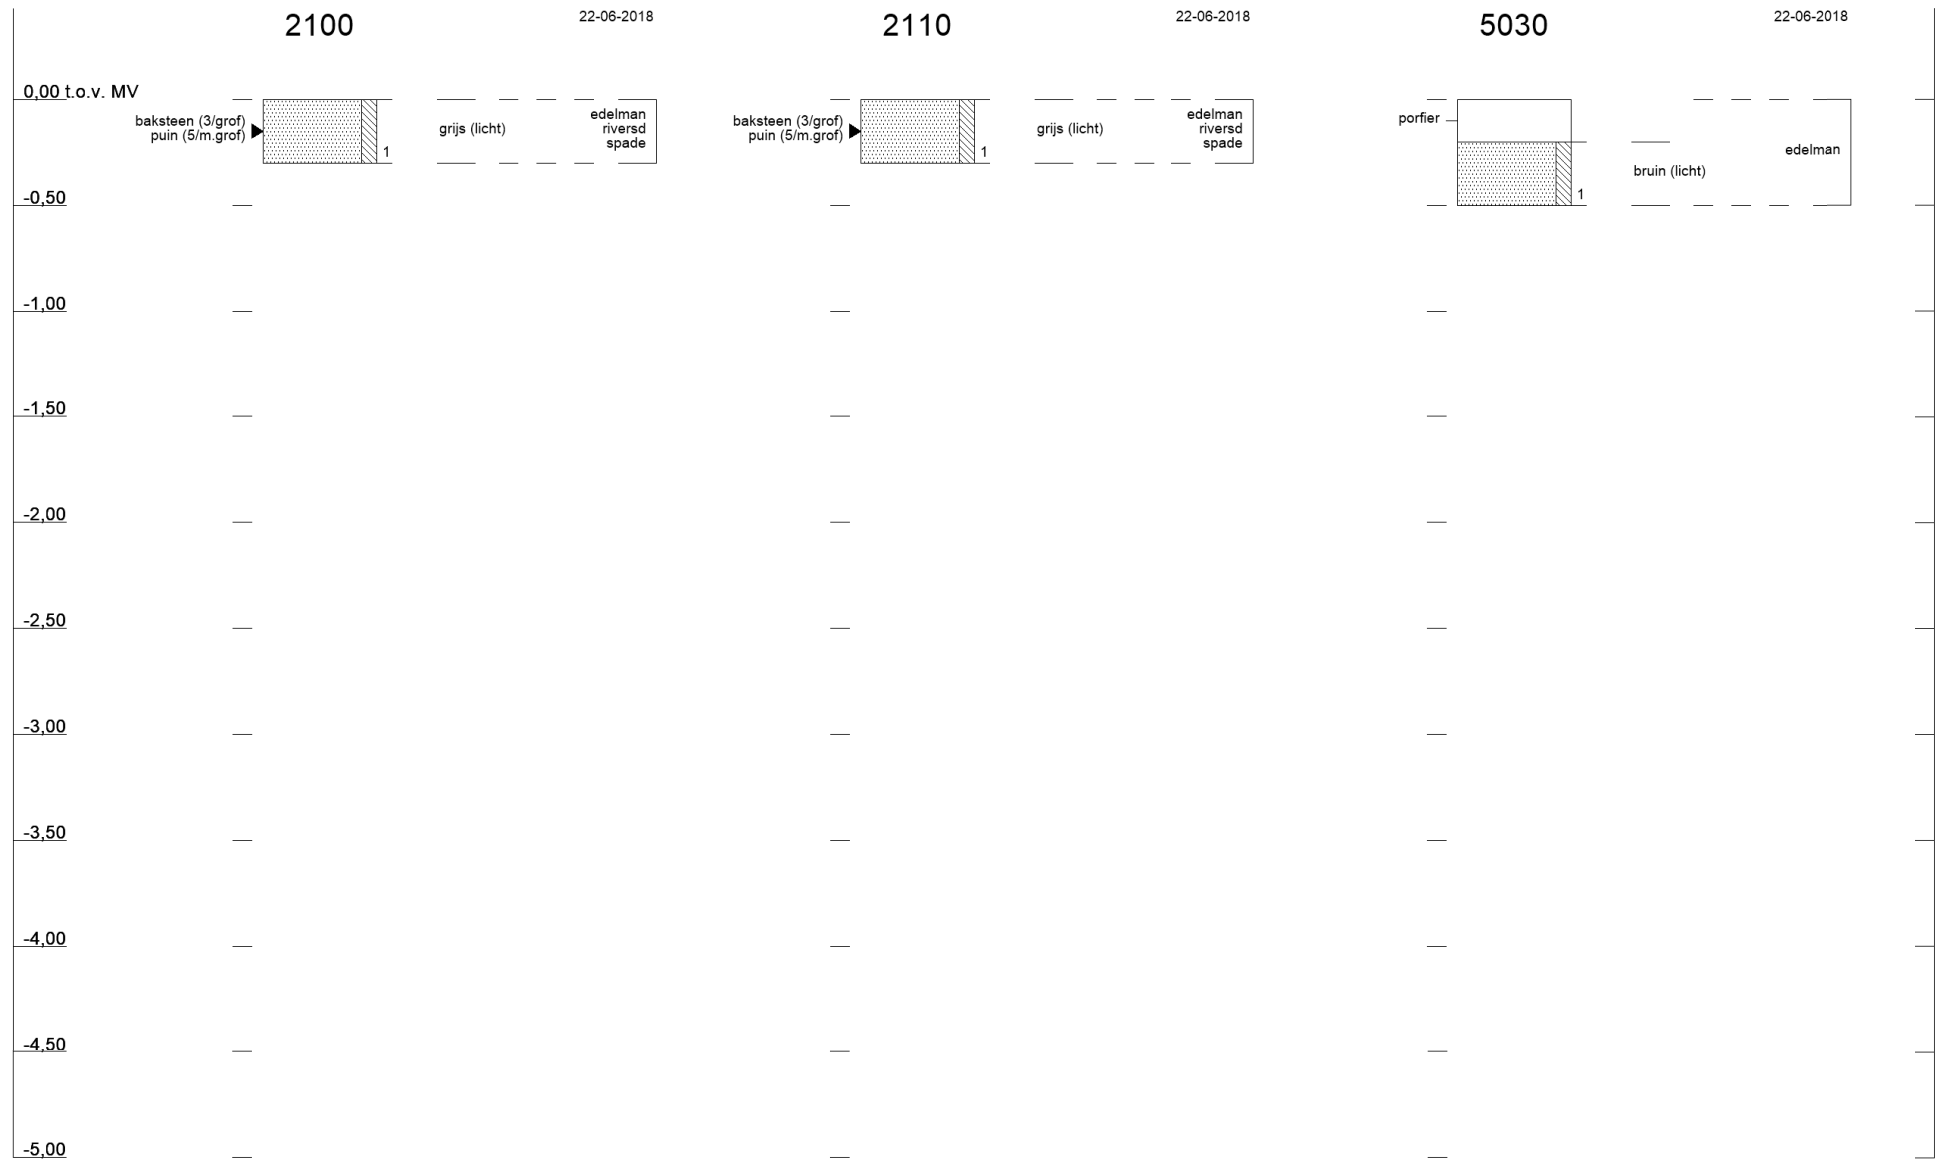 2100
22-06-2018
2110
22-06-2018
5030
22-06-2018
0,00 t.o.v. MV
baksteen (3/grof)
puin (5/m.grof)
1
grijs (licht)
edelman
riversd
spade
baksteen (3/grof)
puin (5/m.grof)
1
grijs (licht)
edelman
riversd
spade
porfier
1
bruin (licht)
edelman
-0,50
-1,00
-1,50
-2,00
-2,50
-3,00
-3,50
-4,00
-4,50
-5,00